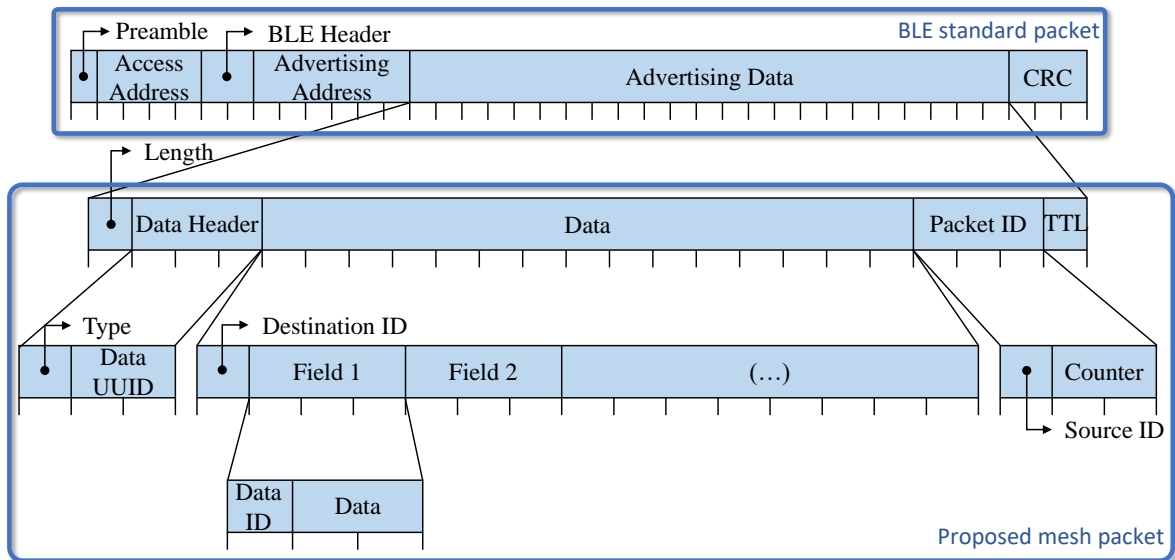 Preamble
BLE Header
BLE standard packet
Access
Address
Advertising
Address
Advertising Data
CRC
Length
Data Header
Data
Packet ID
TTL
Type
Destination ID
Data
UUID
Field 1
Field 2
(...)
Counter
Source ID
Data
ID
Data
Proposed mesh packet